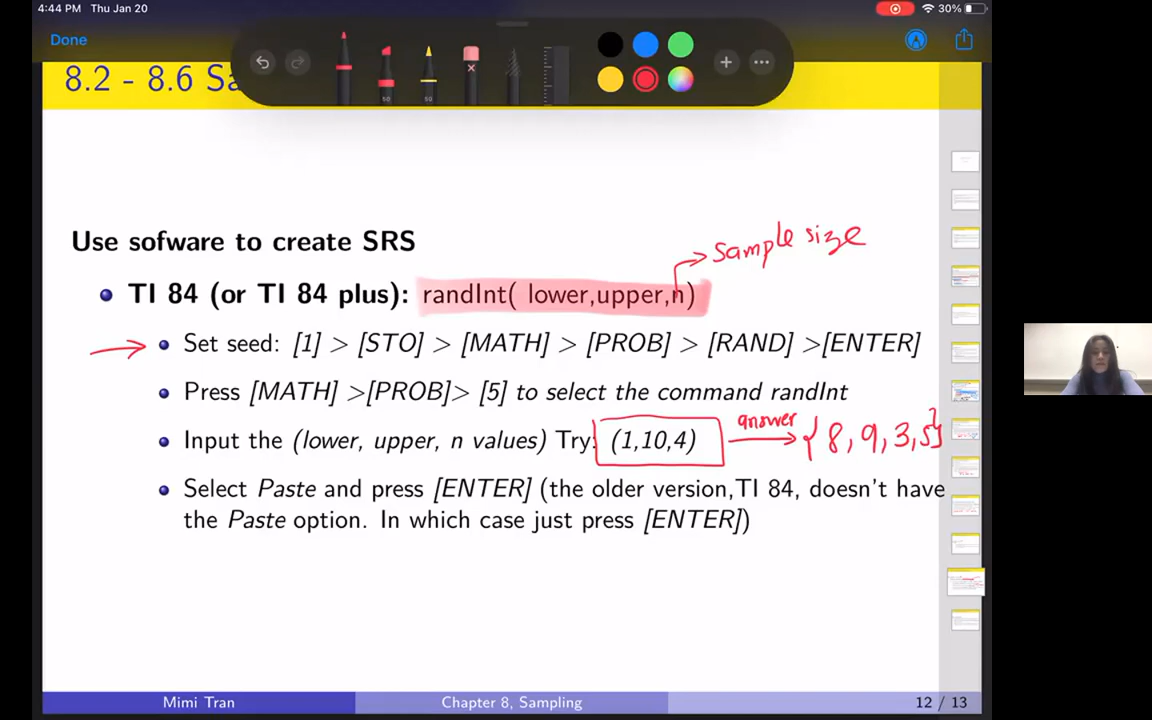 4:44 PM Thu Jan 20
30%
Done
8.2 - 8.6 Sa
50
50
Use sofware to create SRS
sample size
TI 84 (or TI 84 plus): randInt( lower,upper,n)
Set seed: [1] > [STO] > [MATH] > [PROB] > [RAND] >[ENTER]
Press [MATH] >[PROB]> [5] to select the command randInt
Input the (lower, upper, n values) Try: (1,10,4) answer {8,9,3,5}
Select Paste and press [ENTER] (the older version,TI 84, doesn't have
the Paste option. In which case just press [ENTER])
Mimi Tran
Chapter 8, Sampling
12 / 13